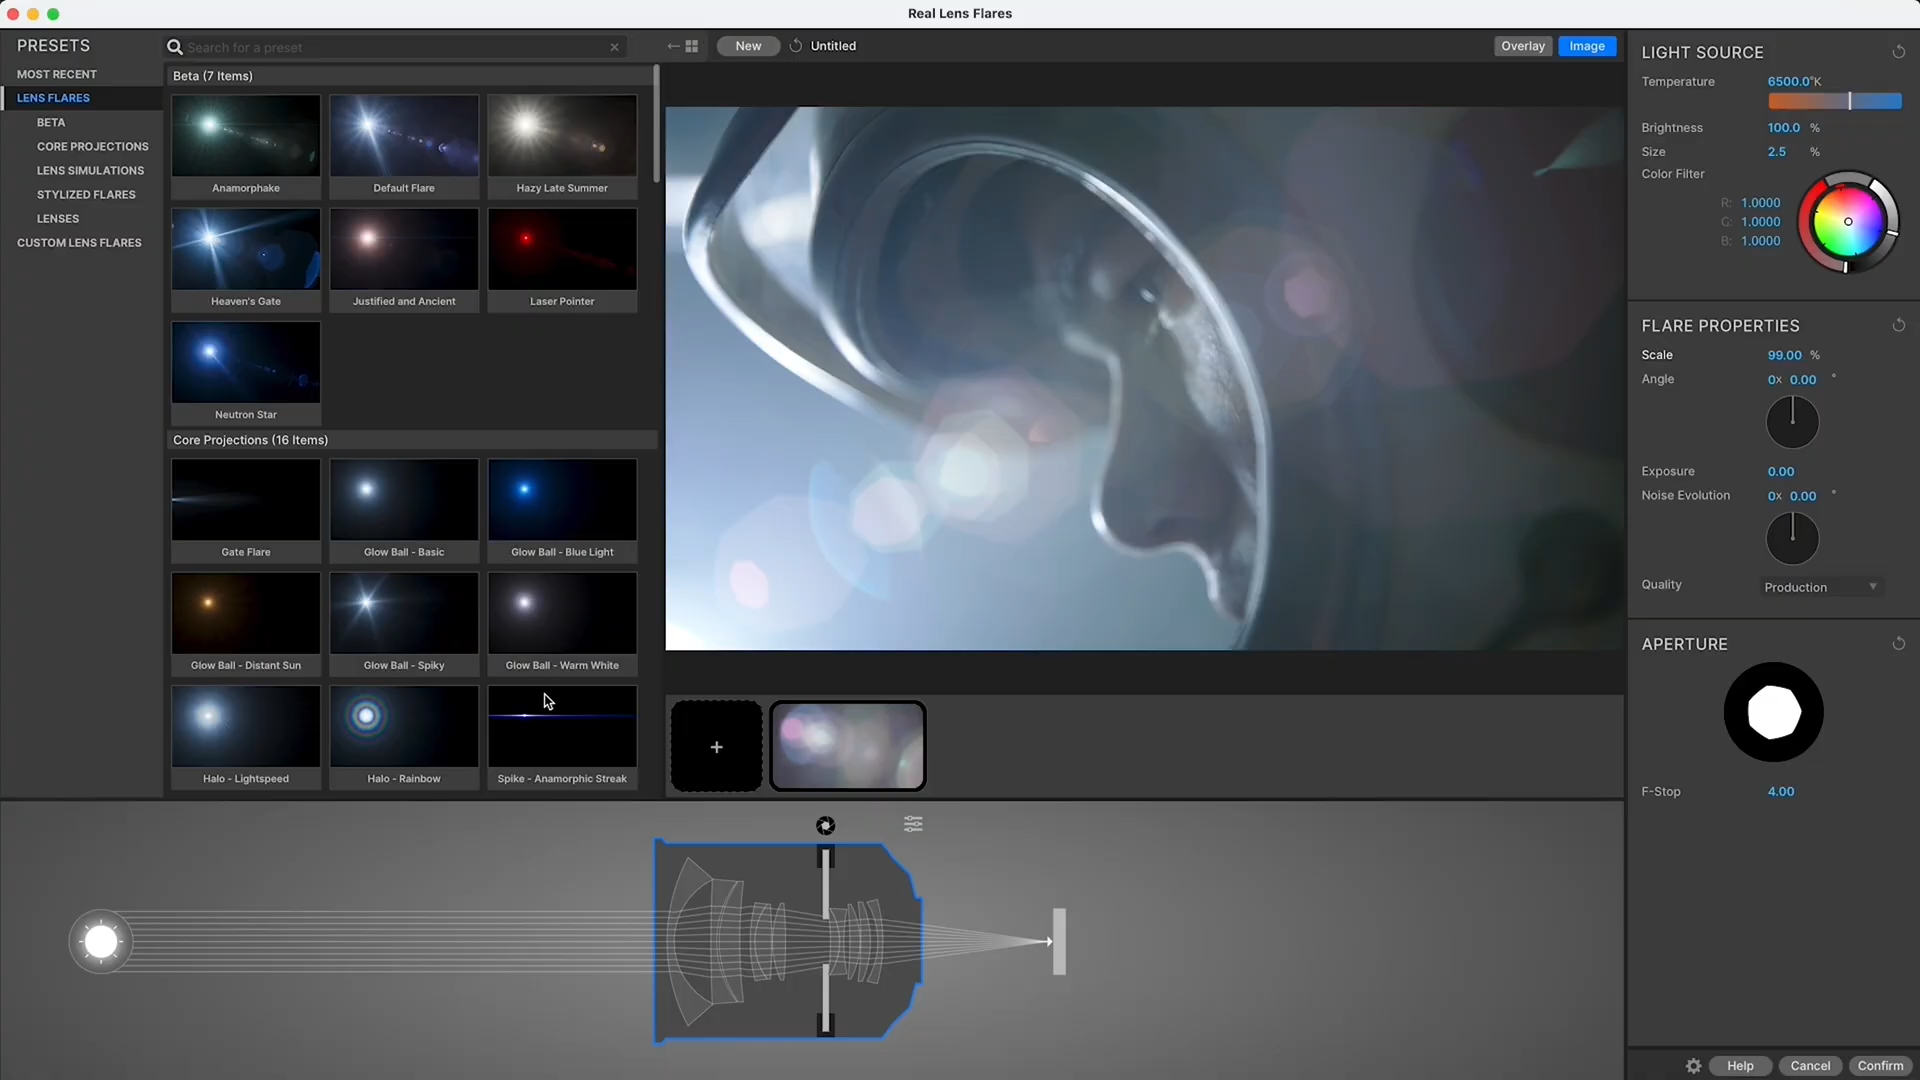 Real Lens Flares
PRESETS
Search for a preset
MOST RECENT
LENS FLARES
BETA
CORE PROJECTIONS
LENS SIMULATIONS
STYLIZED FLARES
LENSES
CUSTOM LENS FLARES
Beta (7 Items)
Anamorphake
Default Flare
Hazy Late Summer
Heaven's Gate
Justified and Ancient
Laser Pointer
Neutron Star
Core Projections (16 Items)
Gate Flare
Glow Ball - Basic
Glow Ball - Blue Light
Glow Ball - Distant Sun
Glow Ball - Spiky
Glow Ball - Warm White
Halo - Lightspeed
Halo - Rainbow
Spike - Anamorphic Streak
New
Untitled
Overlay
Image
LIGHT SOURCE
Temperature 6500.0°K
Brightness 100.0 %
Size 2.5 %
Color Filter
R: 1.0000
G: 1.0000
B: 1.0000
FLARE PROPERTIES
Scale 99.00 %
Angle 0x 0.00 °
Exposure 0.00
Noise Evolution 0x 0.00 °
Quality Production
APERTURE
F-Stop 4.00
Help
Cancel
Confirm